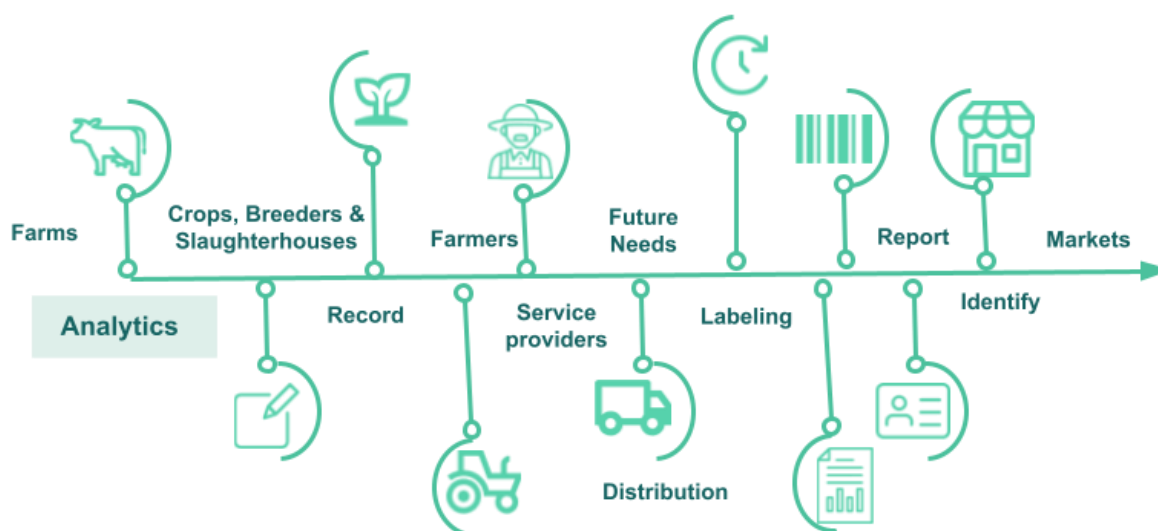 Farms
Crops, Breeders &
Slaughterhouses
Farmers
Future
Needs
Report
Markets
Analytics
Record
Service
providers
Labeling
Identify
Distribution